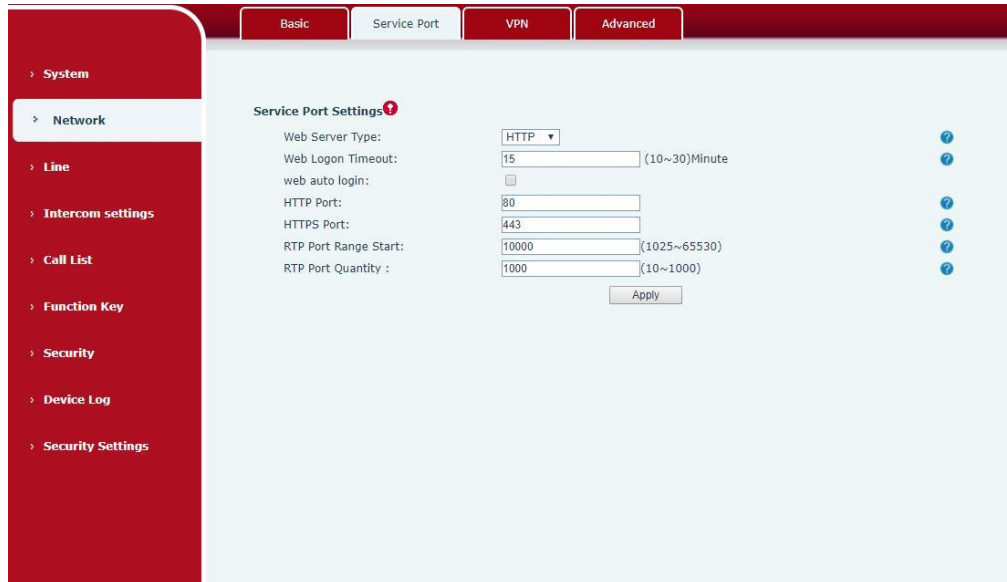 Basic Service Port VPN Advanced
System
Network
Line
Intercom settings
Call List
Function Key
Security
Device Log
Security Settings
Service Port Settings
Web Server Type: HTTP
Web Logon Timeout: 15 (10~30)Minute
web auto login:
HTTP Port: 80
HTTPS Port: 443
RTP Port Range Start: 10000 (1025~65530)
RTP Port Quantity : 1000 (10~1000)
Apply